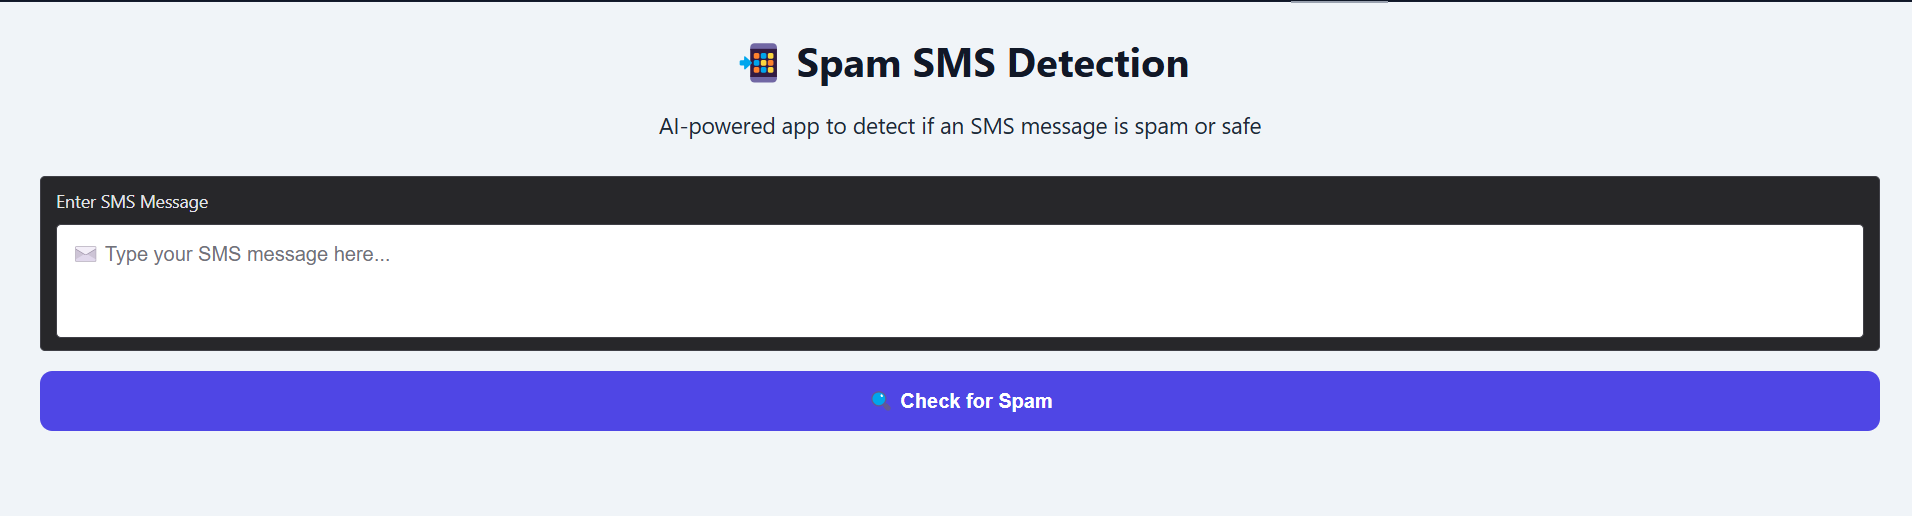 📲 Spam SMS Detection
AI-powered app to detect if an SMS message is spam or safe
Enter SMS Message
✉️ Type your SMS message here...
🔍 Check for Spam